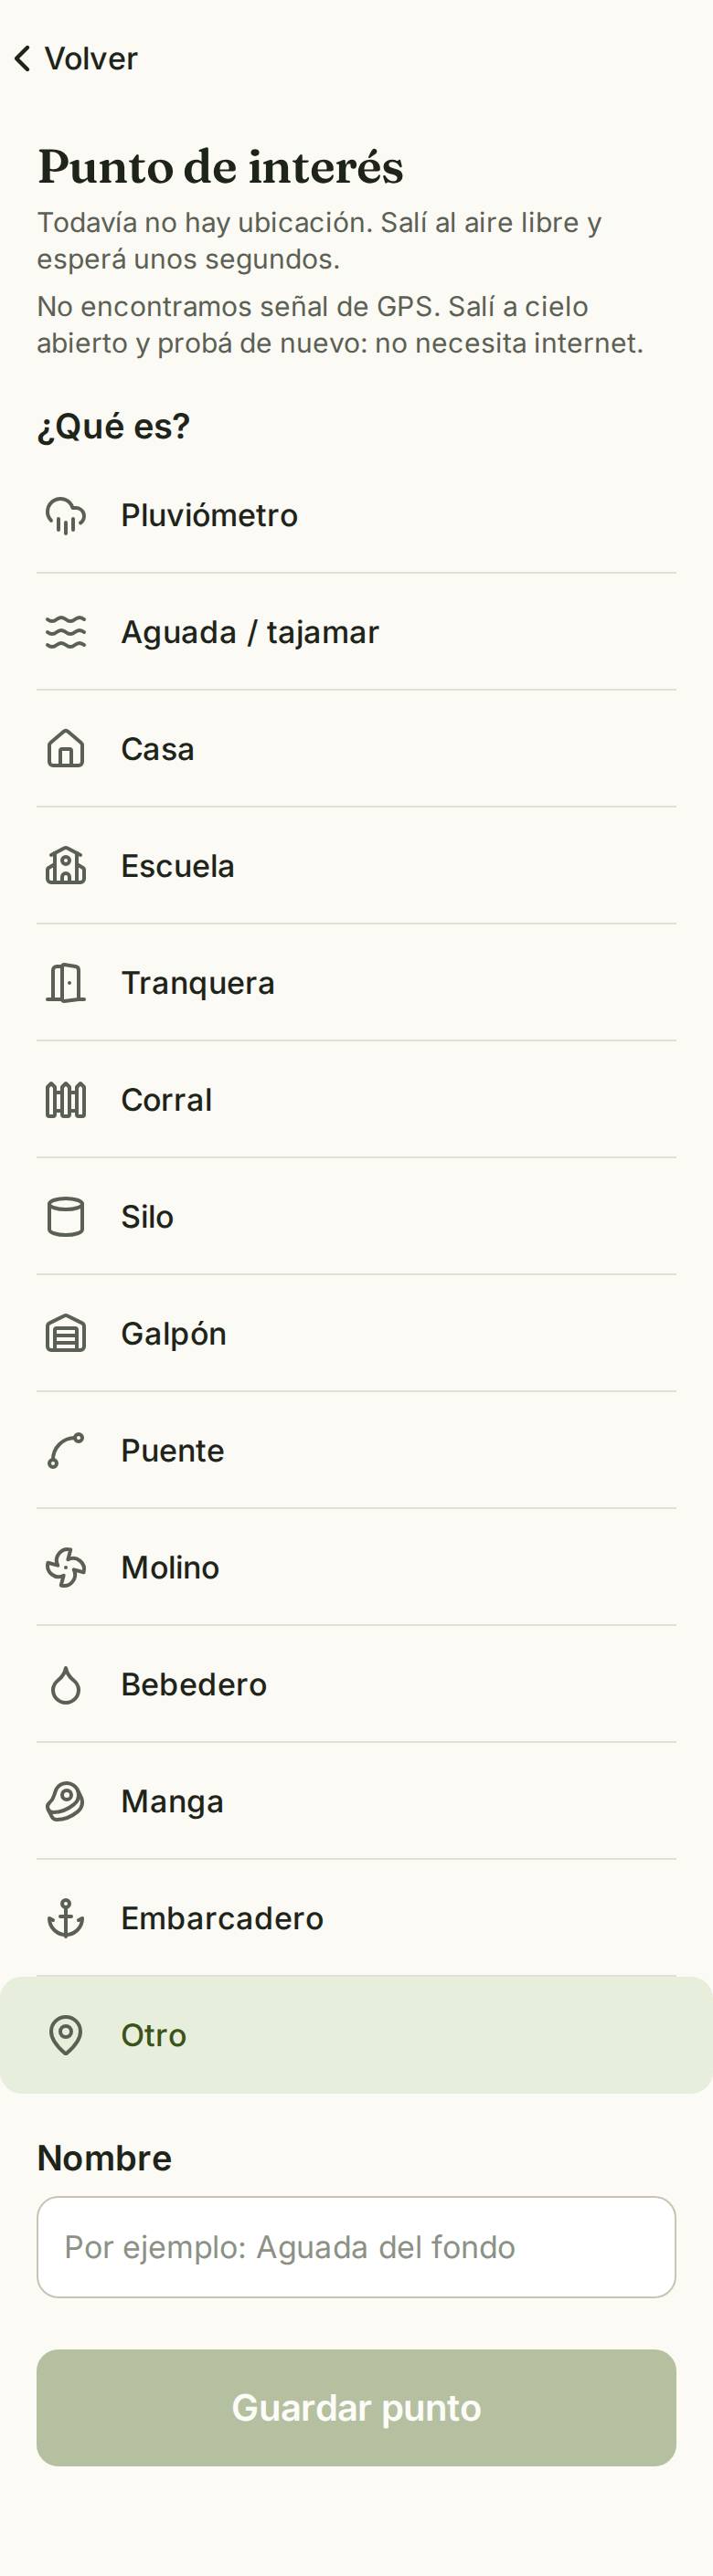 Volver
Punto de interés
Todavía no hay ubicación. Salí al aire libre y
esperá unos segundos.
No encontramos señal de GPS. Salí a cielo
abierto y probá de nuevo: no necesita internet.
¿Qué es?
Pluviómetro
Aguada / tajamar
Casa
Escuela
Tranquera
Corral
Silo
Galpón
Puente
Molino
Bebedero
Manga
Embarcadero
Otro
Nombre
Por ejemplo: Aguada del fondo
Guardar punto